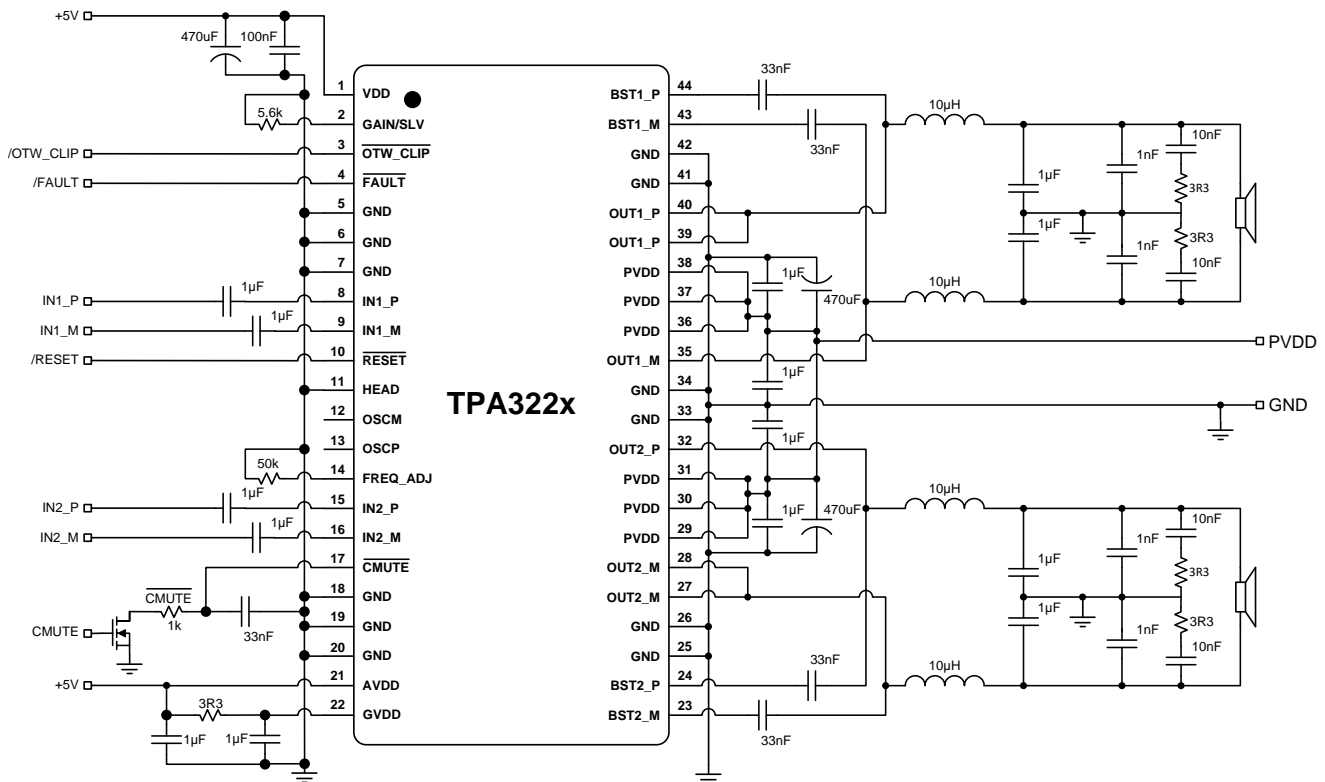 +5V
470uF
100nF
1
VDD
2
GAIN/SLV
5.6k
/OTW_CLIP
3
OTW_CLIP
/FAULT
4
FAULT
5
GND
6
GND
7
GND
IN1_P
1µF
8
IN1_P
IN1_M
1µF
9
IN1_M
/RESET
10
RESET
11
HEAD
12
OSCM
13
OSCP
50k
14
FREQ_ADJ
IN2_P
1µF
15
IN2_P
IN2_M
1µF
16
IN2_M
17
CMUTE
CMUTE
1k
33nF
CMUTE
18
GND
19
GND
20
GND
+5V
21
AVDD
3R3
22
GVDD
1µF
1µF
TPA322x
BST1_P
44
33nF
BST1_M
43
33nF
GND
42
GND
41
OUT1_P
40
OUT1_P
39
PVDD
38
PVDD
37
PVDD
36
OUT1_M
35
GND
34
GND
33
OUT2_P
32
PVDD
31
PVDD
30
PVDD
29
OUT2_M
28
OUT2_M
27
GND
26
GND
25
BST2_P
24
33nF
BST2_M
23
33nF
1µF
470uF
1µF
1µF
1µF
470uF
10µH
10µH
1µF
1µF
1nF
1nF
10nF
3R3
3R3
10nF
PVDD
GND
10µH
10µH
1µF
1µF
1nF
1nF
10nF
3R3
3R3
10nF